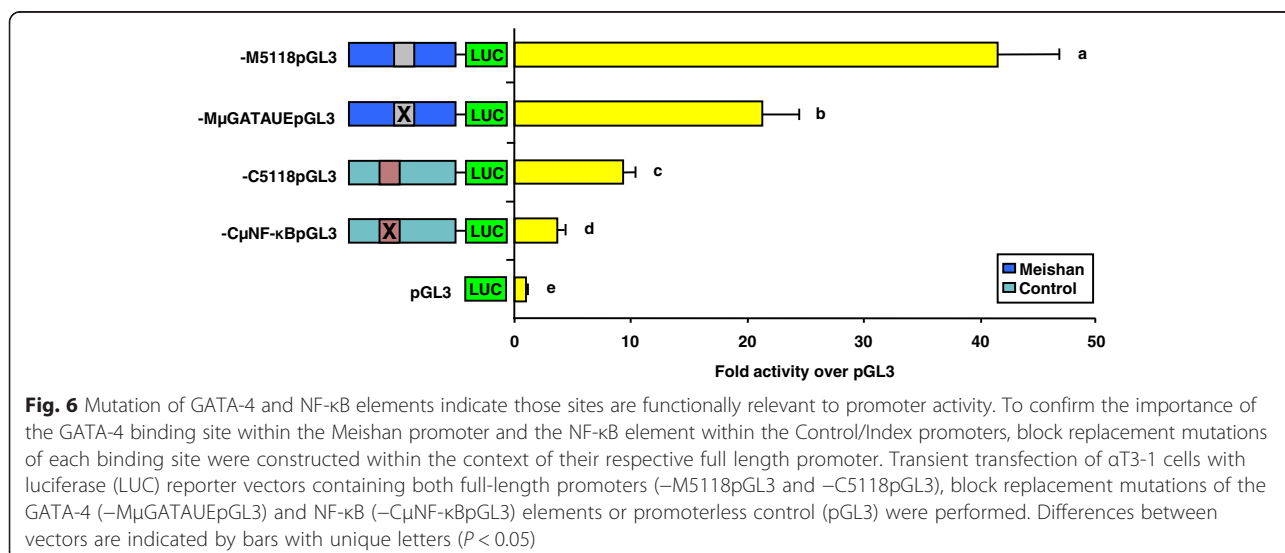 -M5118pGL3 LUC a
-MμGATAUEpGL3 X LUC b
-C5118pGL3 LUC c
-CμNF-κBpGL3 X LUC d
pGL3 LUC e
Meishan
Control
0 10 20 30 40 50
Fold activity over pGL3
Fig. 6 Mutation of GATA-4 and NF-κB elements indicate those sites are functionally relevant to promoter activity. To confirm the importance of
the GATA-4 binding site within the Meishan promoter and the NF-κB element within the Control/Index promoters, block replacement mutations
of each binding site were constructed within the context of their respective full length promoter. Transient transfection of αT3-1 cells with
luciferase (LUC) reporter vectors containing both full-length promoters (−M5118pGL3 and −C5118pGL3), block replacement mutations of the
GATA-4 (−MμGATAUEpGL3) and NF-κB (−CμNF-κBpGL3) elements or promoterless control (pGL3) were performed. Differences between
vectors are indicated by bars with unique letters (P < 0.05)